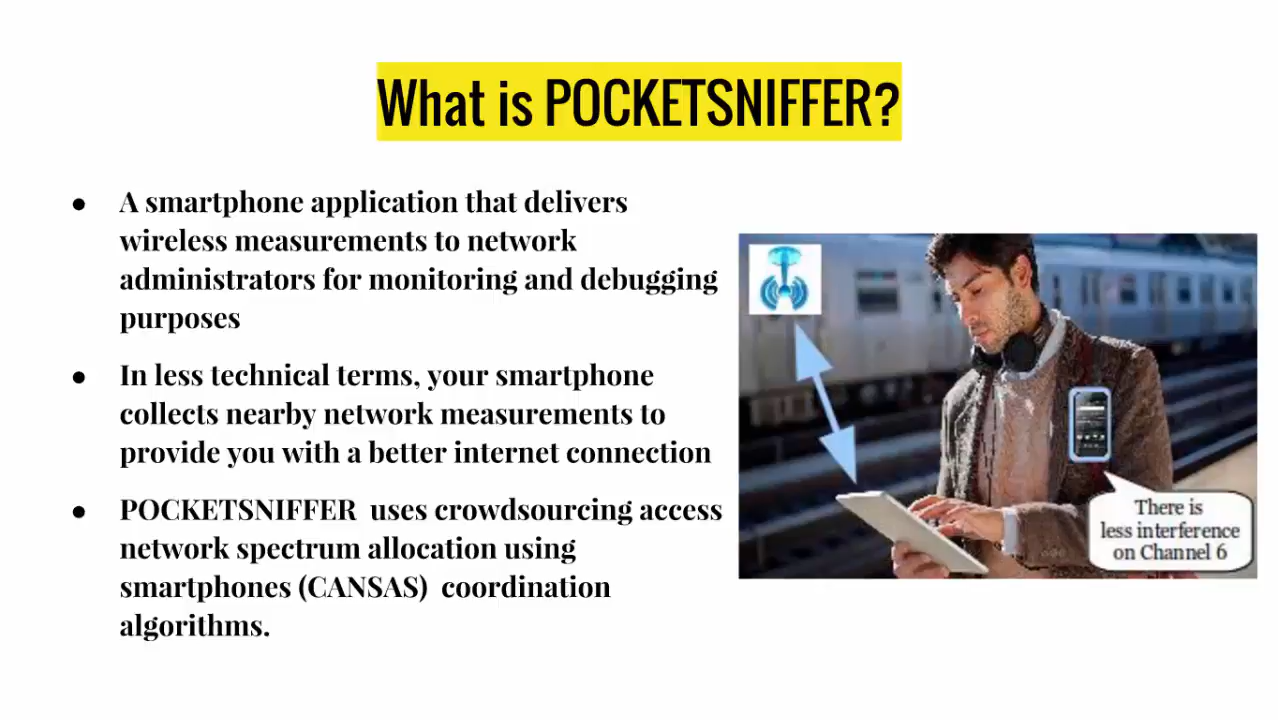 What is POCKETSNIFFER?
● A smartphone application that delivers
wireless measurements to network
administrators for monitoring and debugging
purposes
● In less technical terms, your smartphone
collects nearby network measurements to
provide you with a better internet connection
● POCKETSNIFFER uses crowdsourcing access
network spectrum allocation using
smartphones (CANSAS) coordination
algorithms.
There is
less interference
on Channel 6